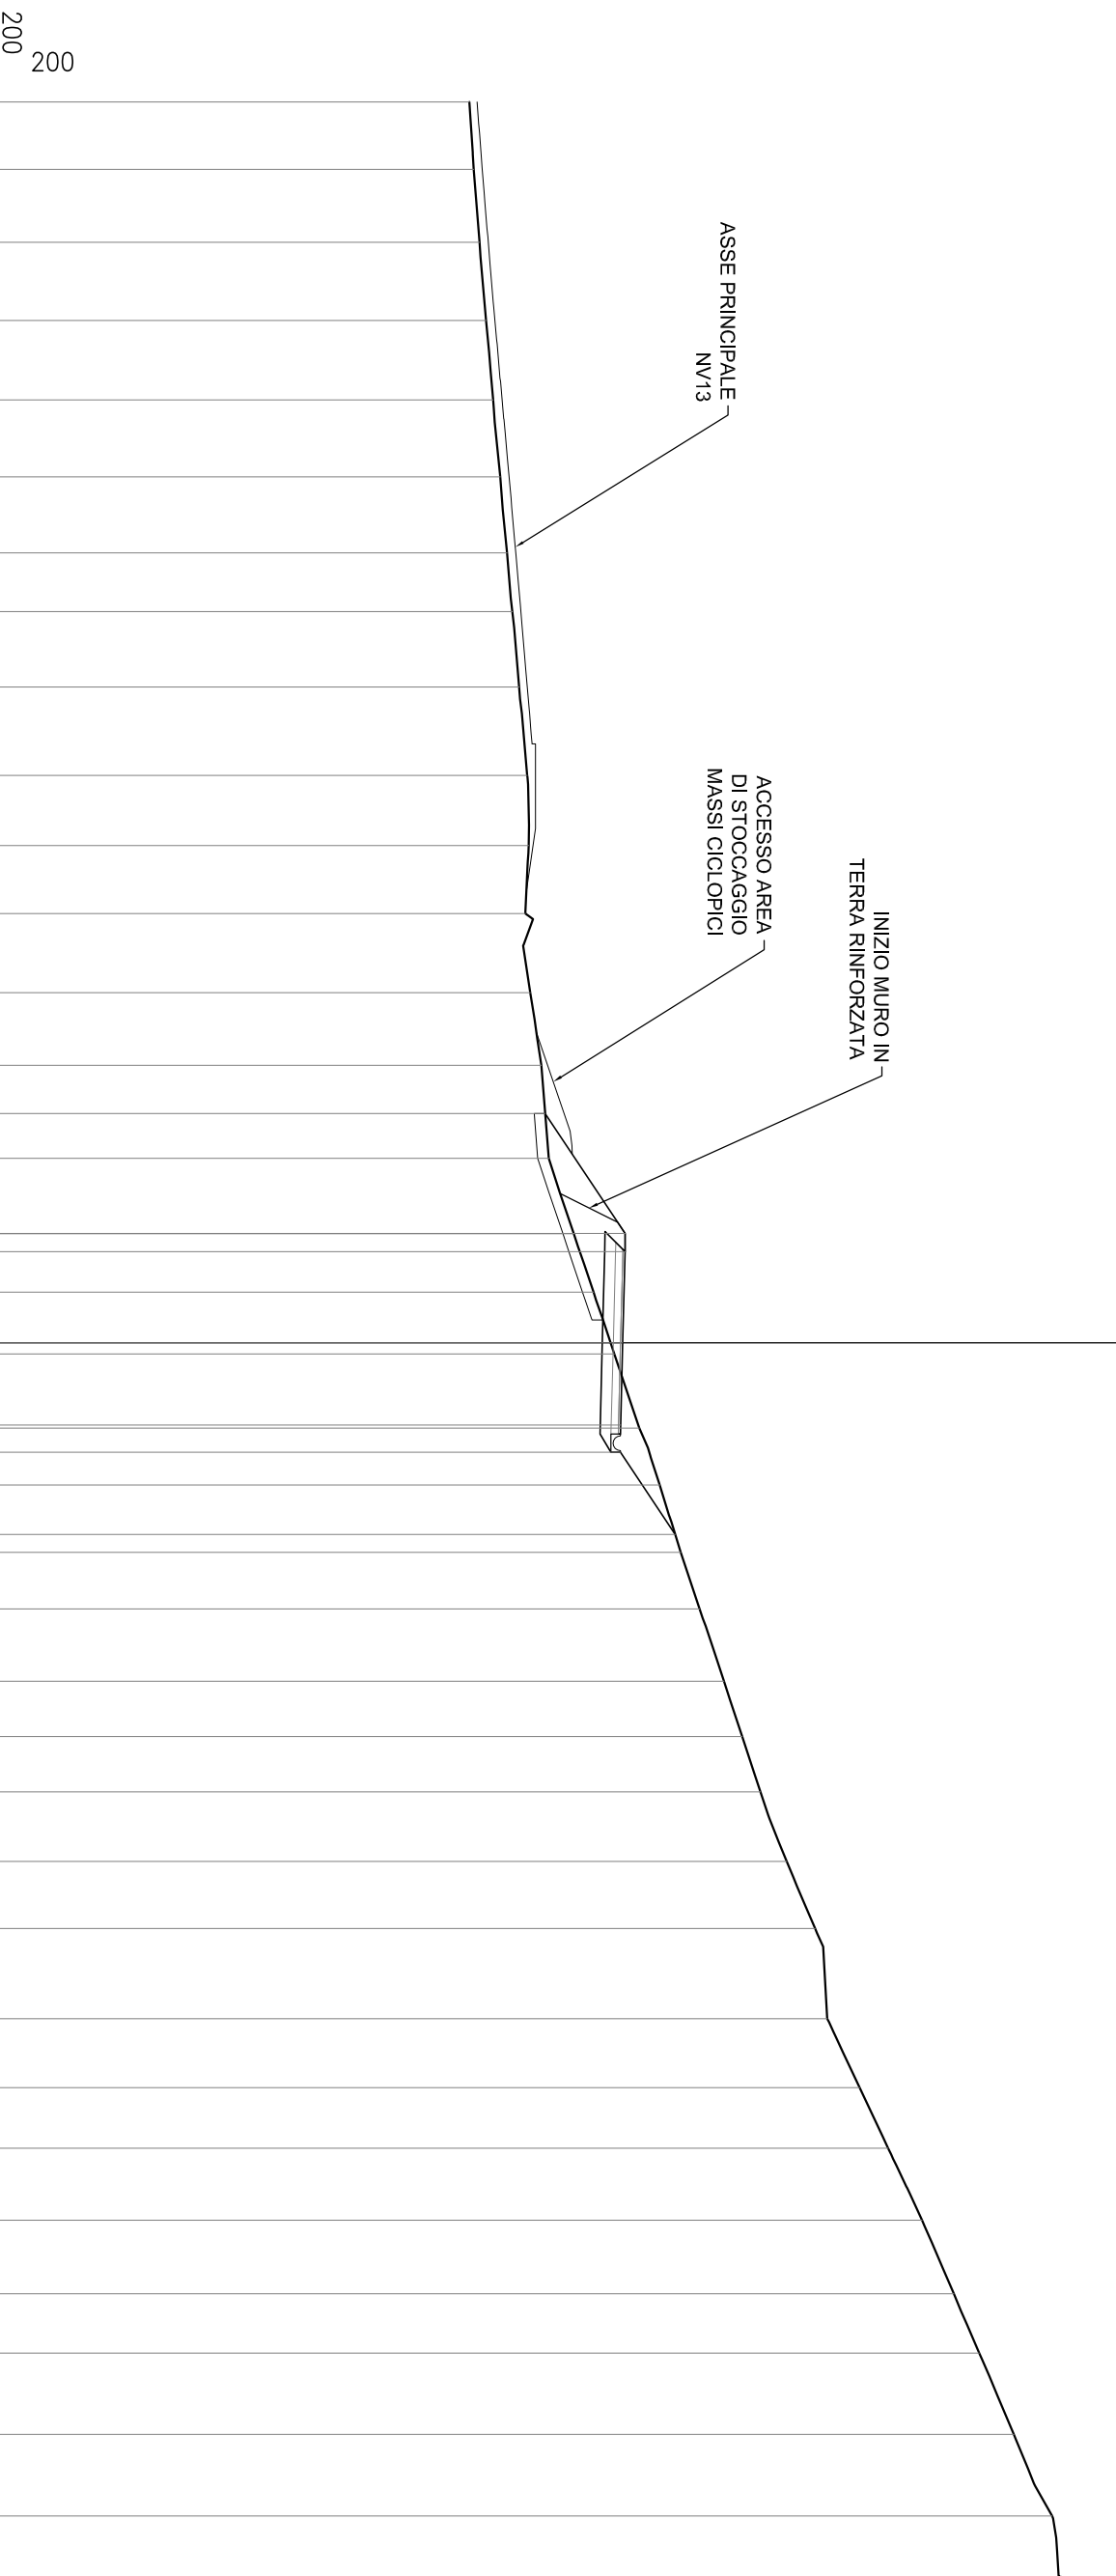 200
200
ASSE PRINCIPALE
NV13
ACCESSO AREA
DI STOCCAGGIO
MASSI CICLOPICI
INIZIO MURO IN
TERRA RINFORZATA